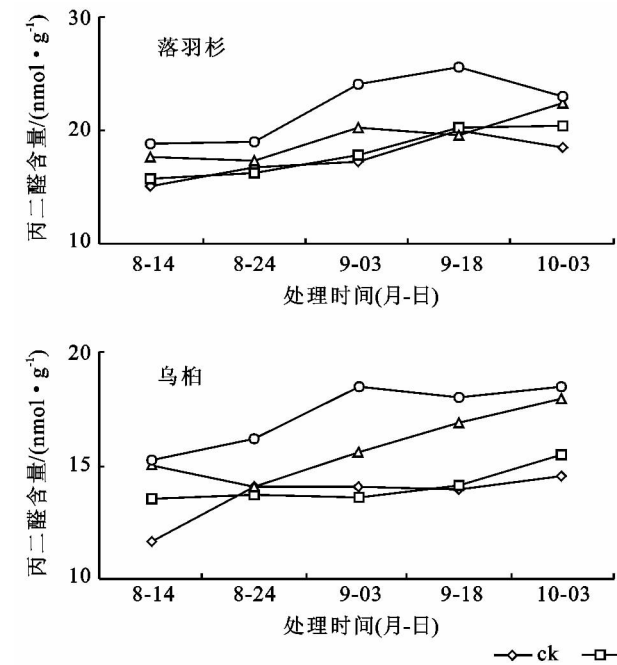 30
落羽杉
20
10
丙二醛含量/(nmol·g⁻¹)
8-14 8-24 9-03 9-18 10-03
处理时间(月-日)
20
乌桕
15
10
丙二醛含量/(nmol·g⁻¹)
8-14 8-24 9-03 9-18 10-03
处理时间(月-日)
ck